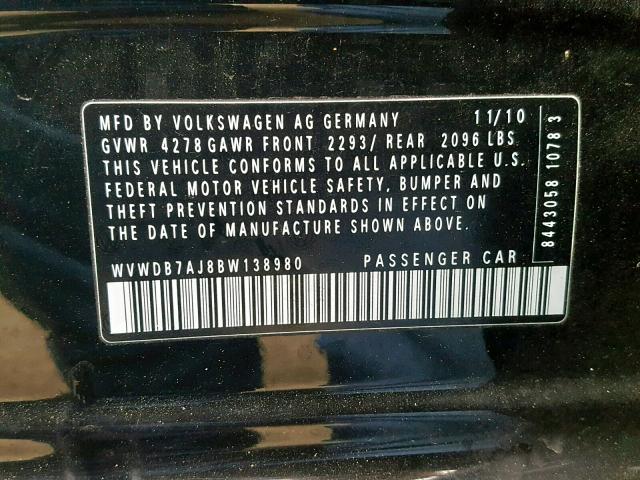 MFD BY VOLKSWAGEN AG GERMANY 11/10
GVWR 4278 GAWR FRONT 2293/ REAR 2096 LBS
THIS VEHICLE CONFORMS TO ALL APPLICABLE U.S.
FEDERAL MOTOR VEHICLE SAFETY, BUMPER AND
THEFT PREVENTION STANDARDS IN EFFECT ON
THE DATE OF MANUFACTURE SHOWN ABOVE.
WVWDB7AJ8BW138980 PASSENGER CAR
8443058 1078 3